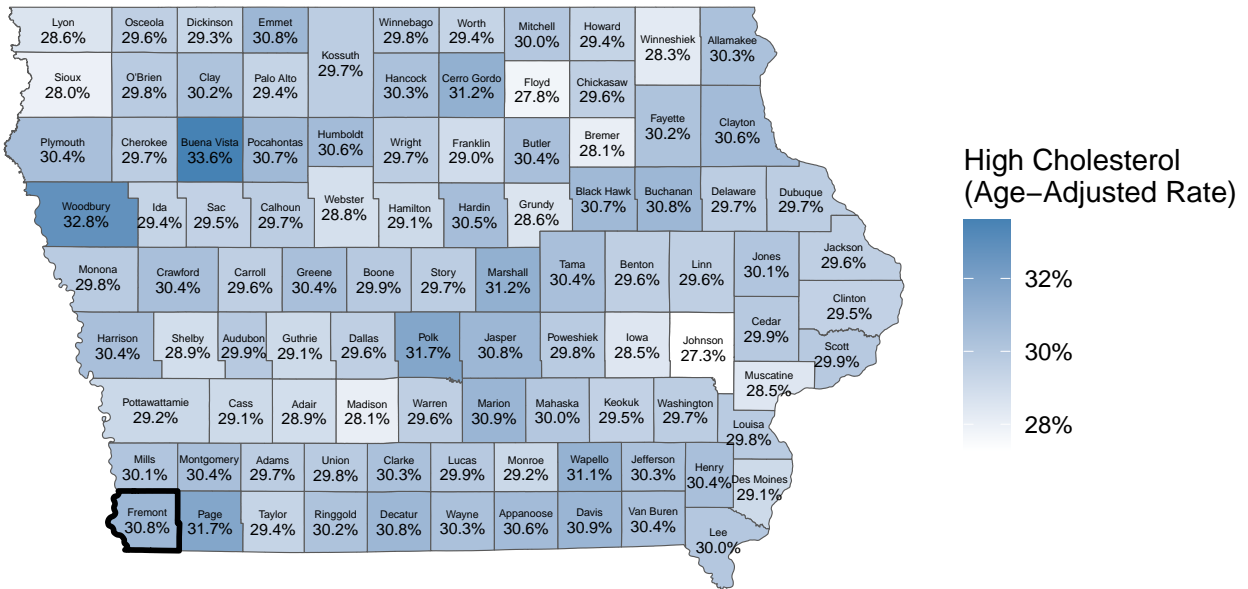 Lyon
28.6%
Osceola
29.6%
Dickinson
29.3%
Emmet
30.8%
Kossuth
29.7%
Winnebago
29.8%
Worth
29.4%
Mitchell
30.0%
Howard
29.4%
Winneshiek
28.3%
Allamakee
30.3%
Sioux
28.0%
O'Brien
29.8%
Clay
30.2%
Palo Alto
29.4%
Hancock
30.3%
Cerro Gordo
31.2%
Floyd
27.8%
Chickasaw
29.6%
Fayette
30.2%
Clayton
30.6%
Plymouth
30.4%
Cherokee
29.7%
Buena Vista
33.6%
Pocahontas
30.7%
Humboldt
30.6%
Wright
29.7%
Franklin
29.0%
Butler
30.4%
Bremer
28.1%
Woodbury
32.8%
Ida
29.4%
Sac
29.5%
Calhoun
29.7%
Webster
28.8%
Hamilton
29.1%
Hardin
30.5%
Grundy
28.6%
Black Hawk
30.7%
Buchanan
30.8%
Delaware
29.7%
Dubuque
29.7%
Monona
29.8%
Crawford
30.4%
Carroll
29.6%
Greene
30.4%
Boone
29.9%
Story
29.7%
Marshall
31.2%
Tama
30.4%
Benton
29.6%
Linn
29.6%
Jones
30.1%
Jackson
29.6%
Clinton
29.5%
Harrison
30.4%
Shelby
28.9%
Audubon
29.9%
Guthrie
29.1%
Dallas
29.6%
Polk
31.7%
Jasper
30.8%
Poweshiek
29.8%
Iowa
28.5%
Johnson
27.3%
Cedar
29.9%
Scott
29.9%
Muscatine
28.5%
Pottawattamie
29.2%
Cass
29.1%
Adair
28.9%
Madison
28.1%
Warren
29.6%
Marion
30.9%
Mahaska
30.0%
Keokuk
29.5%
Washington
29.7%
Louisa
29.8%
Mills
30.1%
Montgomery
30.4%
Adams
29.7%
Union
29.8%
Clarke
30.3%
Lucas
29.9%
Monroe
29.2%
Wapello
31.1%
Jefferson
30.3%
Henry
30.4%
Des Moines
29.1%
Fremont
30.8%
Page
31.7%
Taylor
29.4%
Ringgold
30.2%
Decatur
30.8%
Wayne
30.3%
Appanoose
30.6%
Davis
30.9%
Van Buren
30.4%
Lee
30.0%
High Cholesterol
(Age−Adjusted Rate)
32%
30%
28%